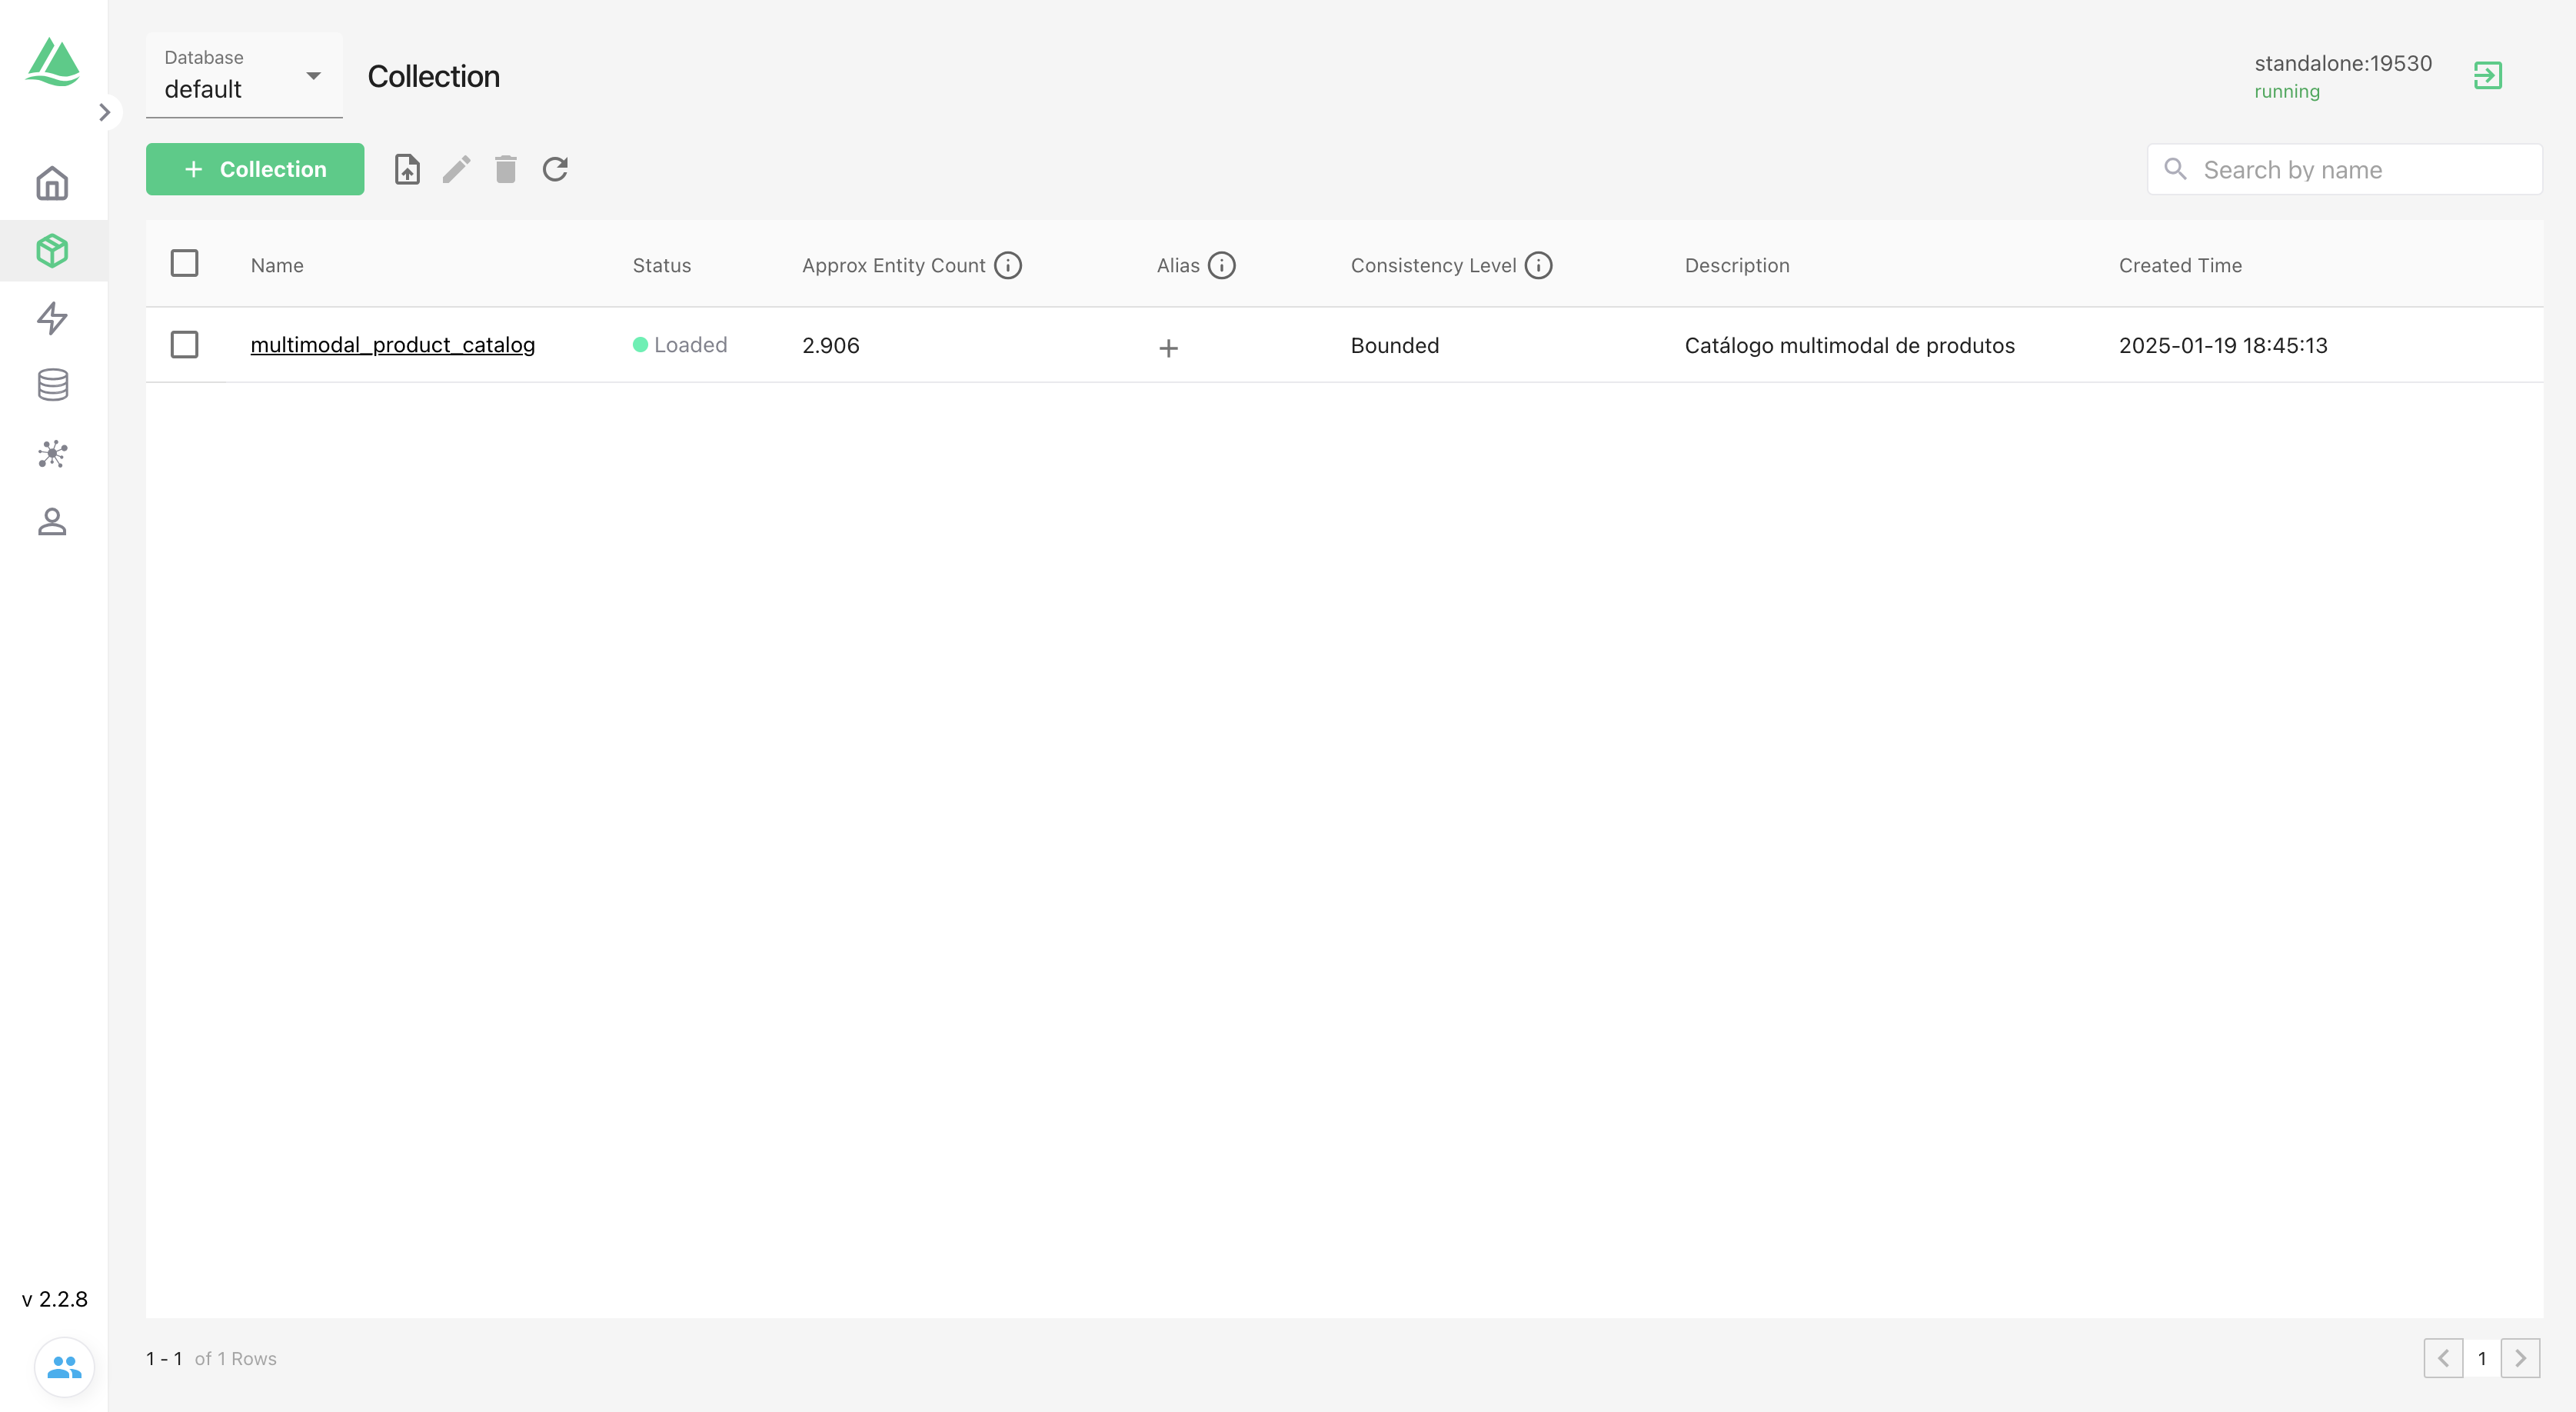 Database
default
Collection
standalone:19530
running
+ Collection
Search by name
Name Status Approx Entity Count Alias Consistency Level Description Created Time
multimodal_product_catalog Loaded 2.906 + Bounded Catálogo multimodal de produtos 2025-01-19 18:45:13
v 2.2.8
1 - 1 of 1 Rows
1